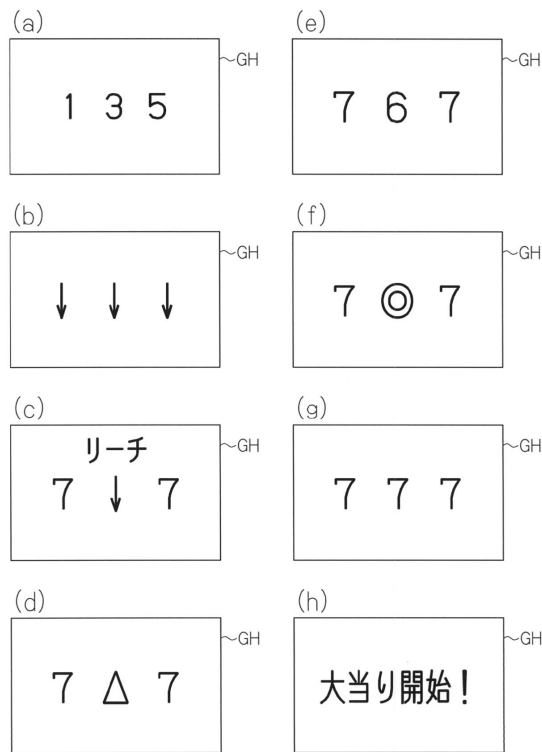 (a)
~GH
1 3 5
(b)
~GH
↓ ↓ ↓
(c)
~GH
リーチ
7 ↓ 7
(d)
~GH
7 △ 7
(e)
~GH
7 6 7
(f)
~GH
7 ◎ 7
(g)
~GH
7 7 7
(h)
~GH
大当り開始!